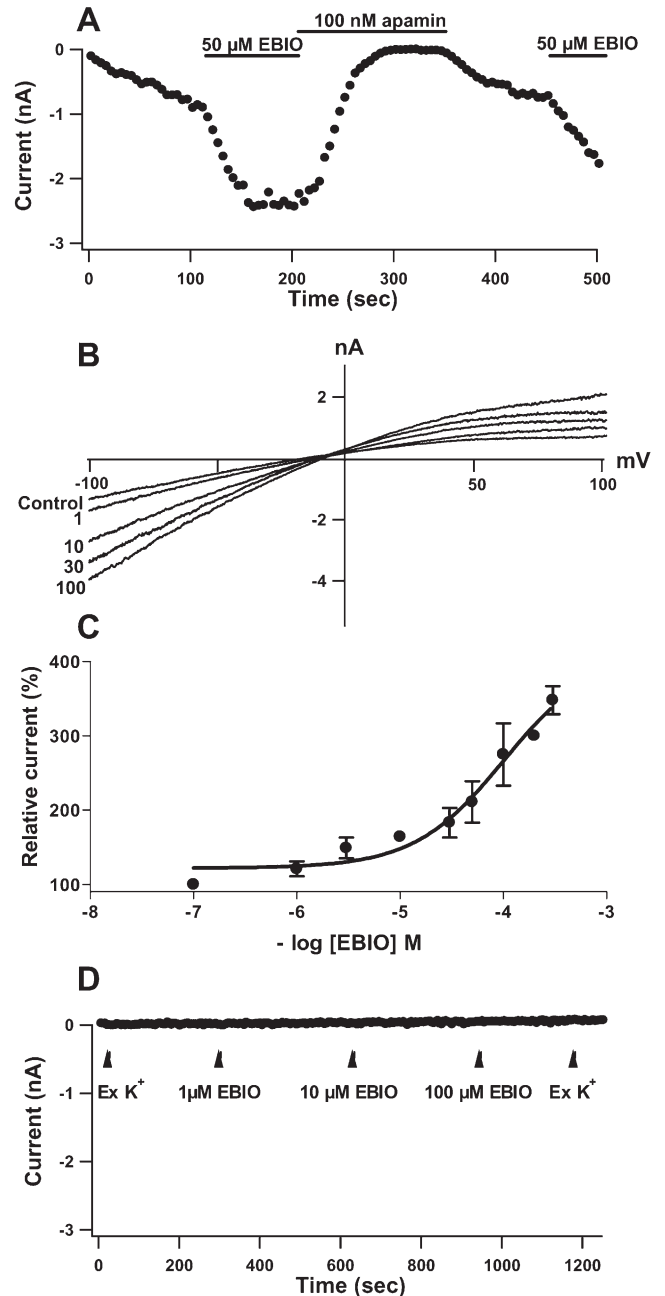 A
100 nM apamin
50 µM EBIO
50 µM EBIO
0
-1
-2
-3
Current (nA)
0 100 200 300 400 500
Time (sec)
B
nA
2
-100 50 100 mV
Control
1
10
30
100
-2
-4
C
400
300
200
100
Relative current (%)
-8 -7 -6 -5 -4 -3
- log [EBIO] M
D
0
-1
-2
-3
Current (nA)
Ex K+ 1µM EBIO 10 µM EBIO 100 µM EBIO Ex K+
0 200 400 600 800 1000 1200
Time (sec)